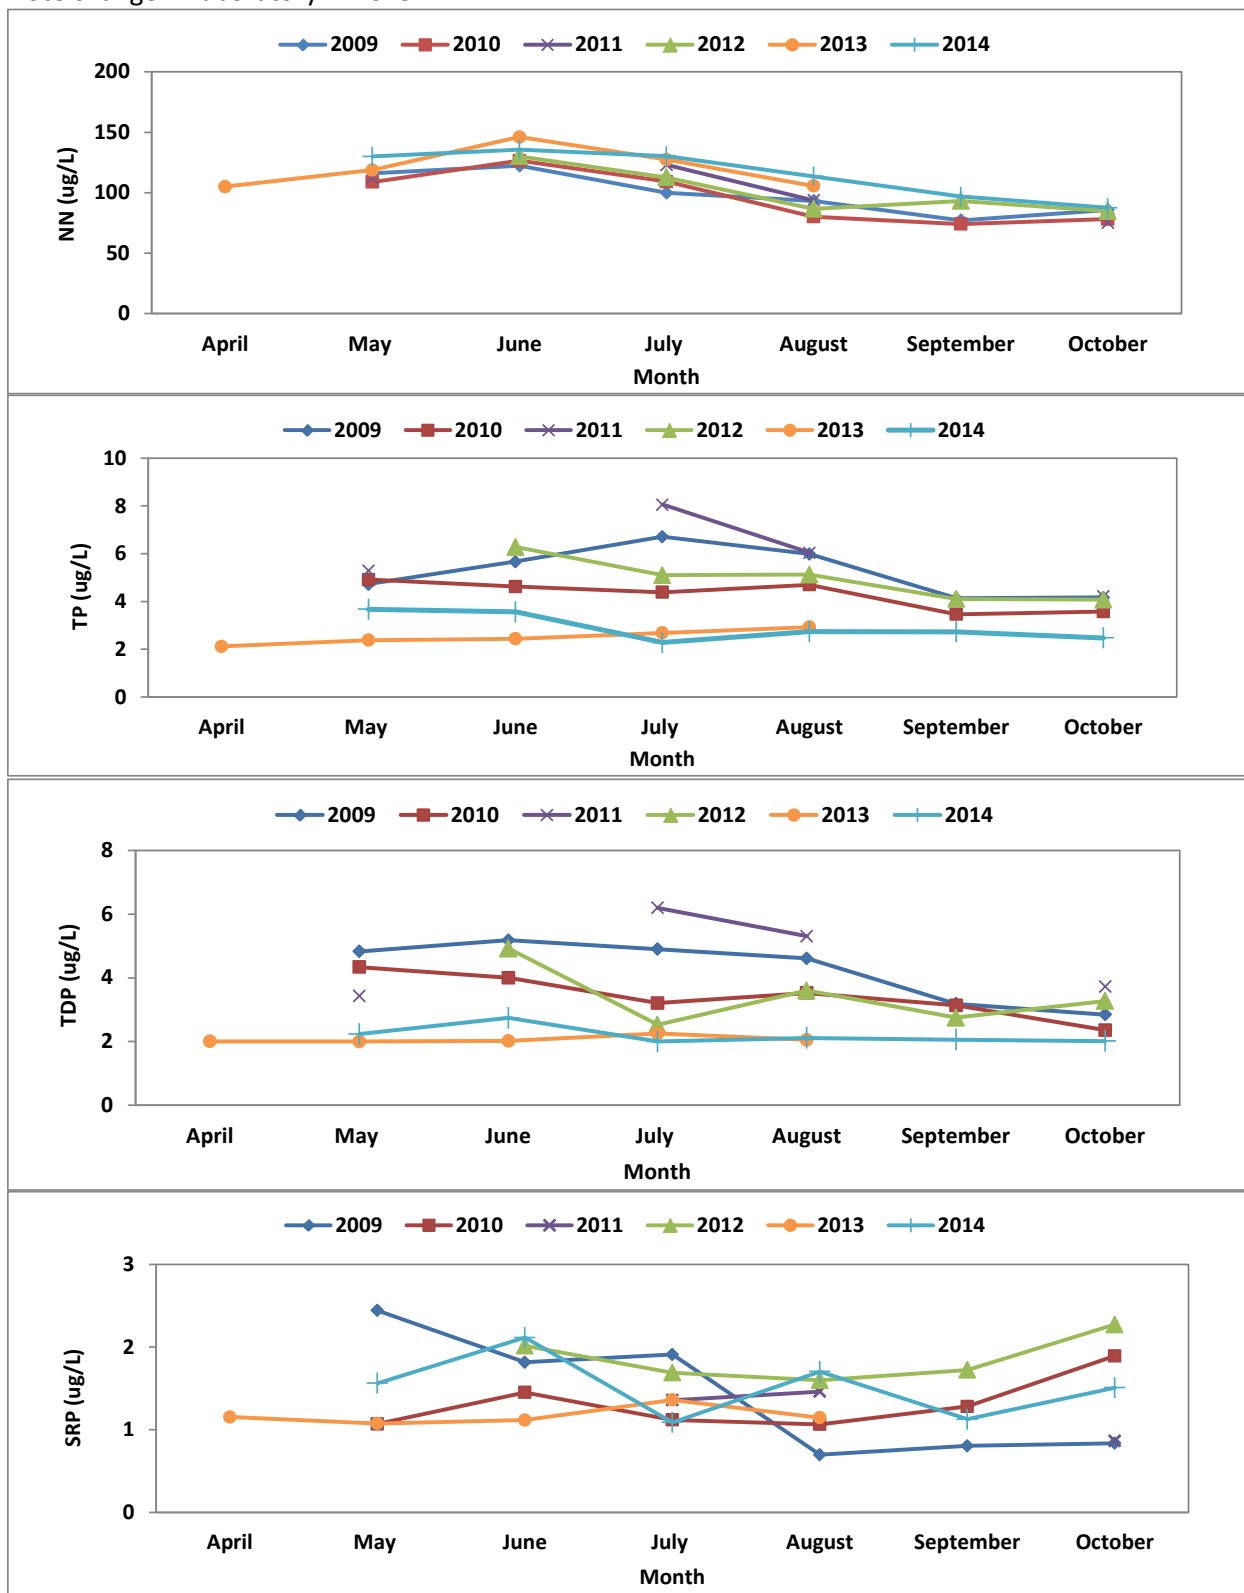 2009 2010 2011 2012 2013 2014
200
150
100
50
0
NN (ug/L)
April May June July August September October
Month
2009 2010 2011 2012 2013 2014
10
8
6
4
2
0
TP (ug/L)
April May June July August September October
Month
2009 2010 2011 2012 2013 2014
8
6
4
2
0
TDP (ug/L)
April May June July August September October
Month
2009 2010 2011 2012 2013 2014
3
2
1
0
SRP (ug/L)
April May June July August September October
Month